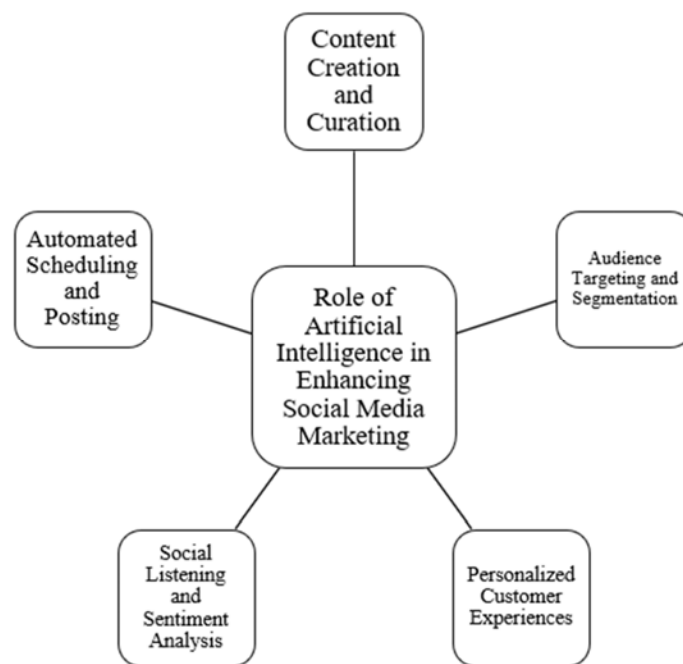 Content
Creation
and
Curation
Automated
Scheduling
and
Posting
Audience
Targeting and
Segmentation
Role of
Artificial
Intelligence in
Enhancing
Social Media
Marketing
Social
Listening
and
Sentiment
Analysis
Personalized
Customer
Experiences